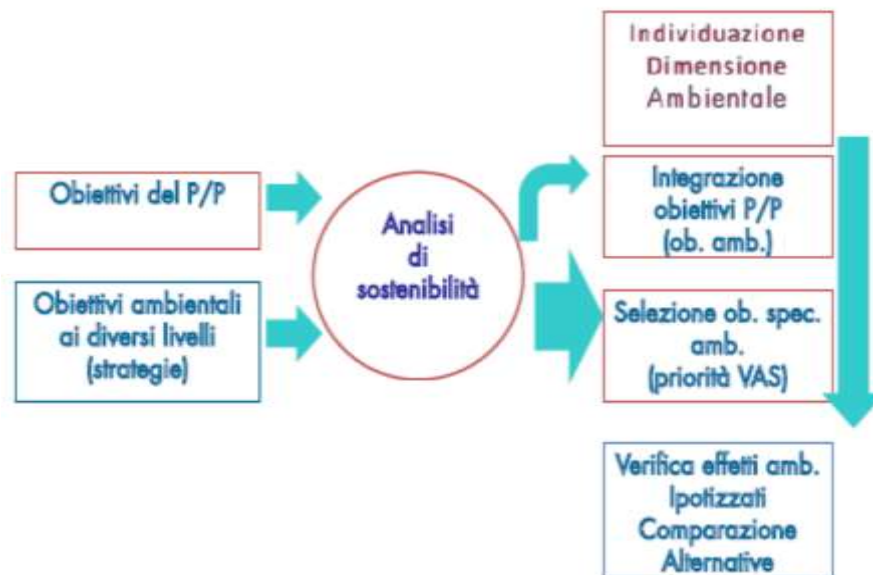 Individuazione
Dimensione
Ambientale
Obiettivi del P/P
Integrazione
obiettivi P/P
(ob. amb.)
Analisi
di
sostenibilità
Obiettivi ambientali
ai diversi livelli
(strategie)
Selezione ob. spec.
amb.
(priorità VAS)
Verifica effetti amb.
Ipotizzati
Comparazione
Alternative